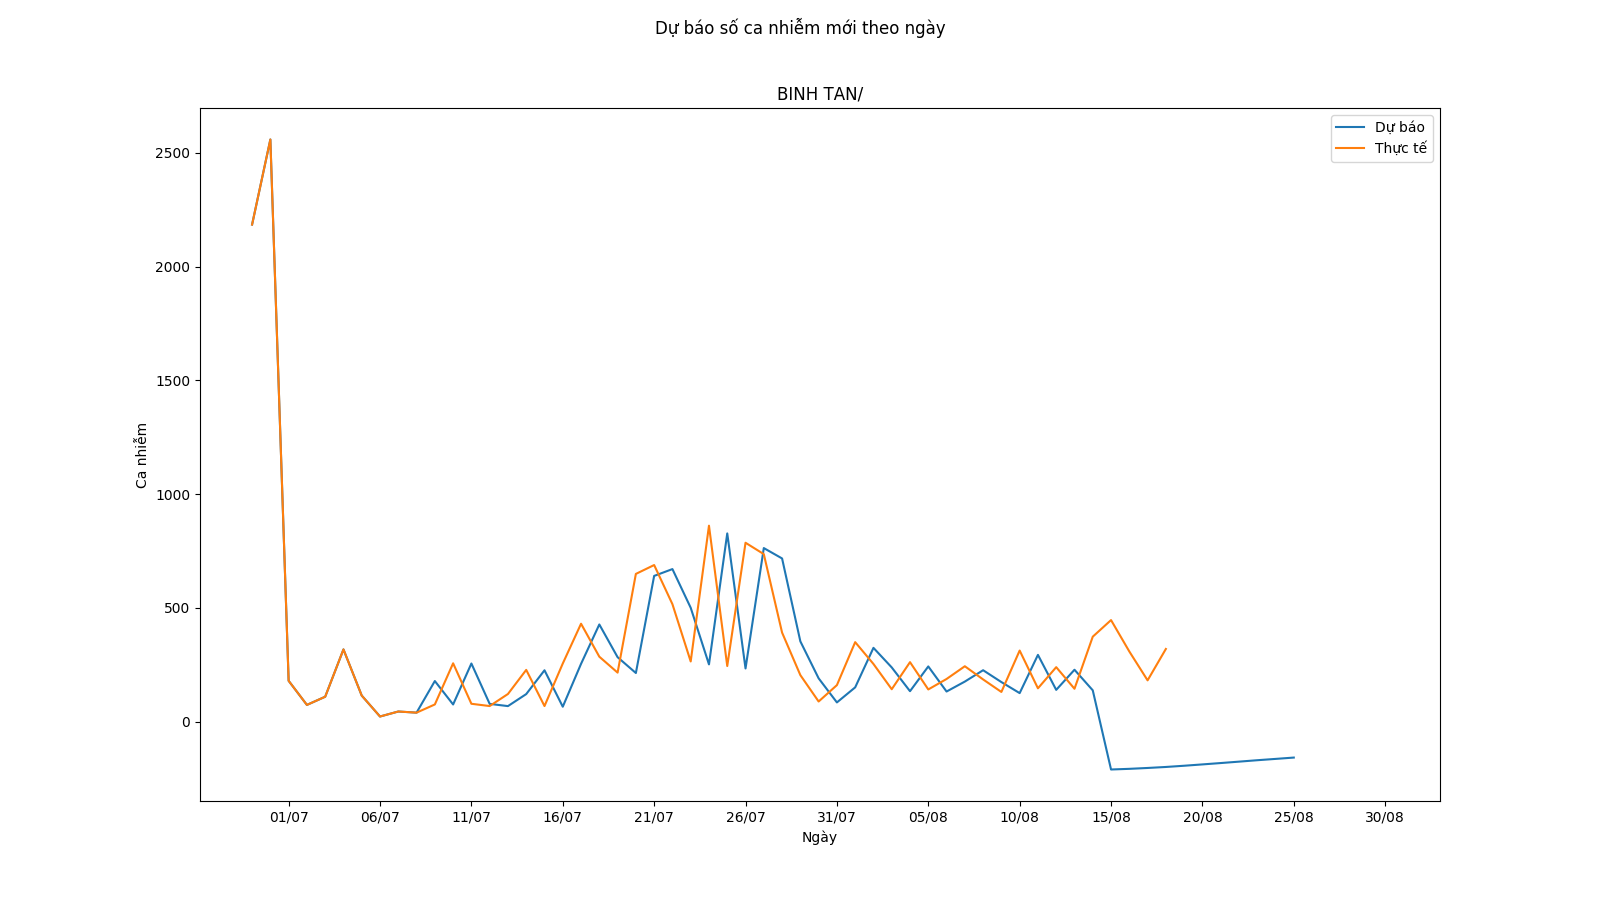 Dự báo số ca nhiễm mới theo ngày
BINH TAN/
Dự báo
Thực tế
2500
2000
1500
1000
500
0
Ca nhiễm
01/07 06/07 11/07 16/07 21/07 26/07 31/07 05/08 10/08 15/08 20/08 25/08 30/08
Ngày